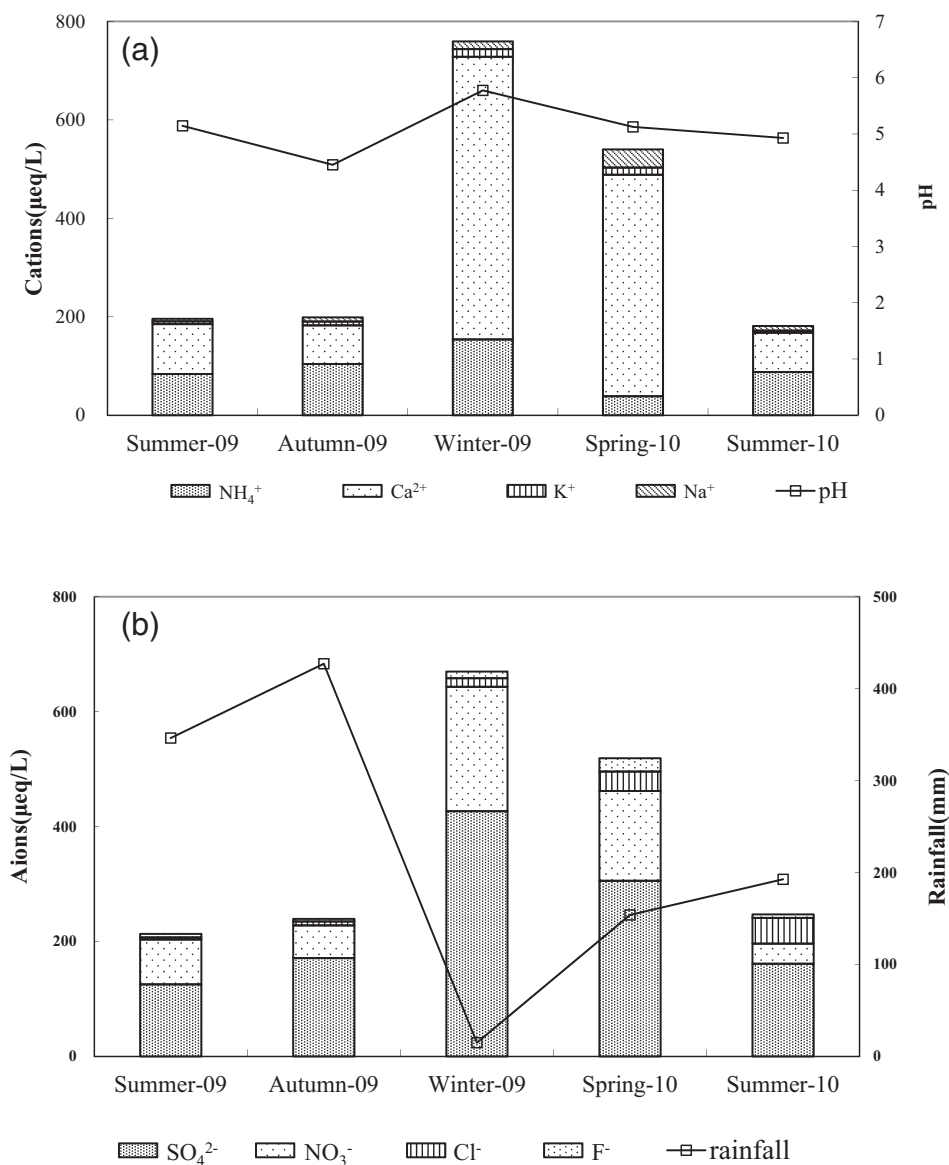 (a)
800
600
400
200
0
Cations(μeq/L)
7
6
5
4
3
2
1
0
pH
Summer-09 Autumn-09 Winter-09 Spring-10 Summer-10
NH₄⁺ Ca²⁺ K⁺ Na⁺ pH
(b)
800
600
400
200
0
Aions(μeq/L)
500
400
300
200
100
0
Rainfall(mm)
Summer-09 Autumn-09 Winter-09 Spring-10 Summer-10
SO₄²⁻ NO₃⁻ Cl⁻ F⁻ rainfall